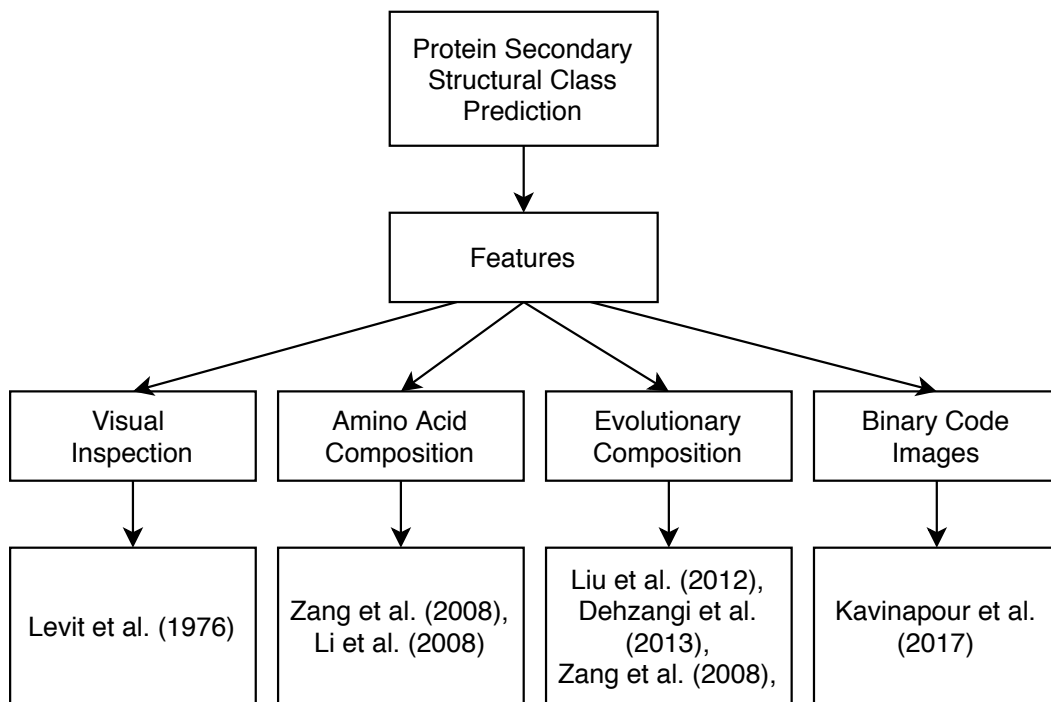 Protein Secondary
Structural Class
Prediction
Features
Visual
Inspection
Amino Acid
Composition
Evolutionary
Composition
Binary Code
Images
Levit et al. (1976)
Zang et al. (2008),
Li et al. (2008)
Liu et al. (2012),
Dehzangi et al.
(2013),
Zang et al. (2008),
Kavinapour et al.
(2017)